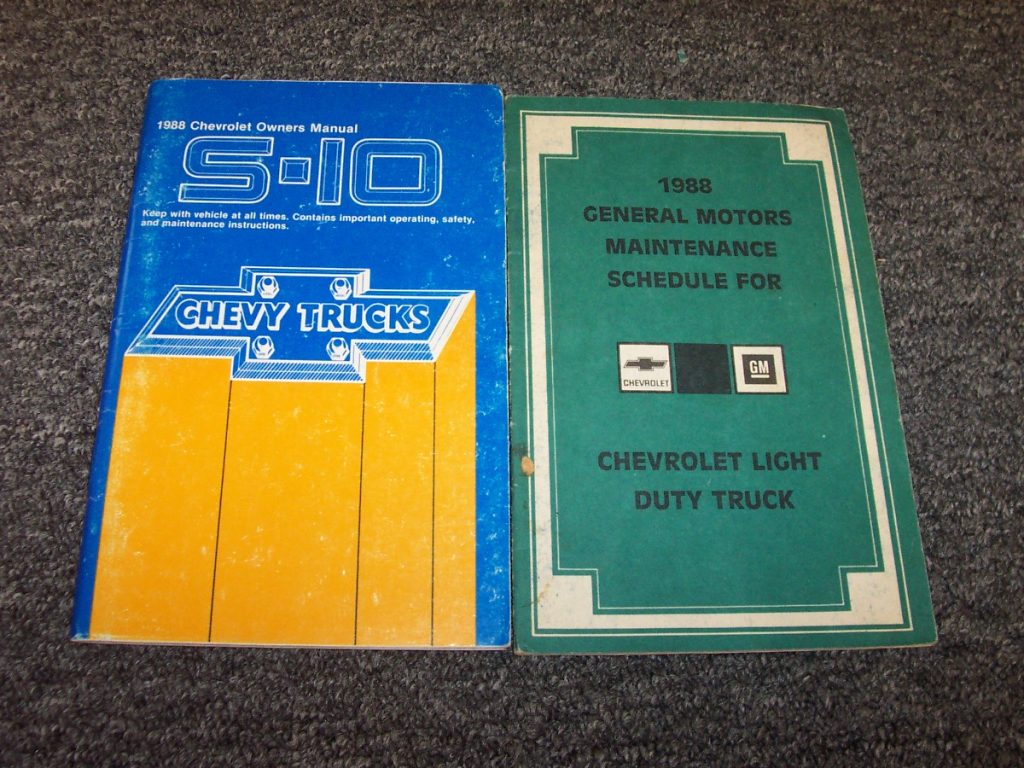 1988 Chevrolet Owners Manual
S-10
Keep with vehicle at all times. Contains important operating, safety,
and maintenance instructions.
CHEVY TRUCKS
1988
GENERAL MOTORS
MAINTENANCE
SCHEDULE FOR
CHEVROLET
GM
CHEVROLET LIGHT
DUTY TRUCK